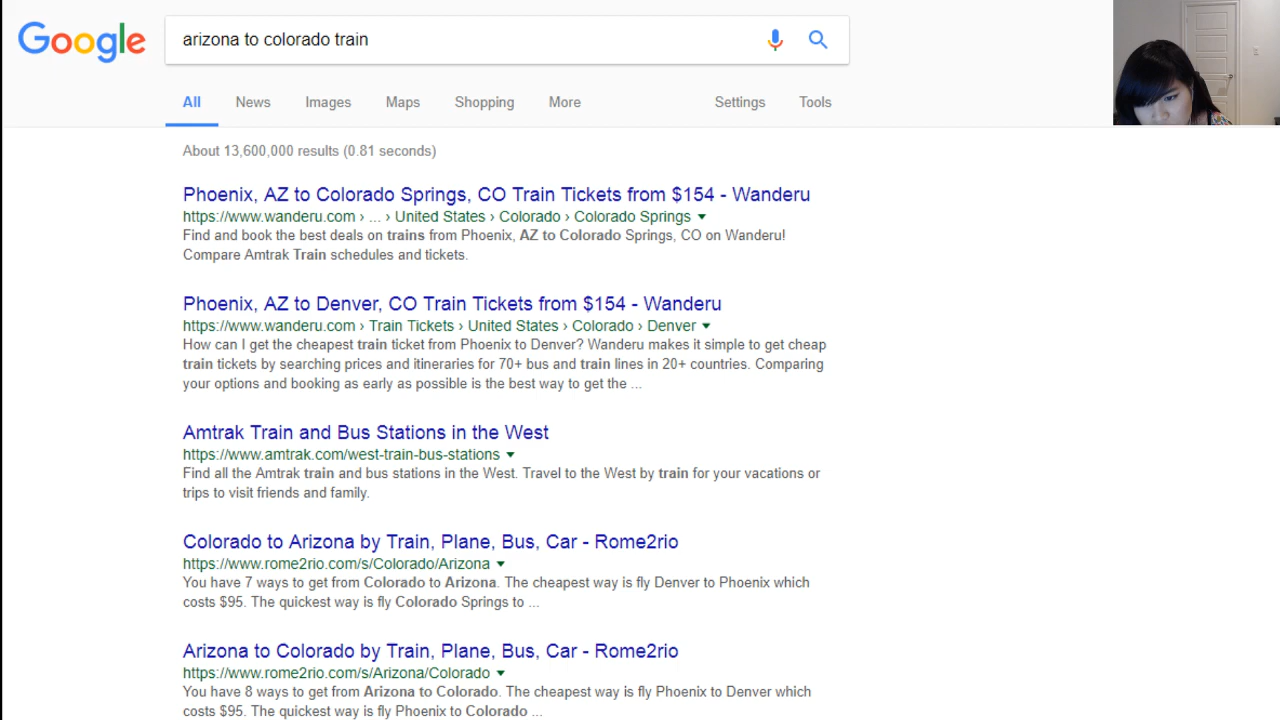 Google
arizona to colorado train
All News Images Maps Shopping More Settings Tools
About 13,600,000 results (0.81 seconds)
Phoenix, AZ to Colorado Springs, CO Train Tickets from $154 - Wanderu
https://www.wanderu.com › ... › United States › Colorado › Colorado Springs
Find and book the best deals on trains from Phoenix, AZ to Colorado Springs, CO on Wanderu!
Compare Amtrak Train schedules and tickets.
Phoenix, AZ to Denver, CO Train Tickets from $154 - Wanderu
https://www.wanderu.com › Train Tickets › United States › Colorado › Denver
How can I get the cheapest train ticket from Phoenix to Denver? Wanderu makes it simple to get cheap
train tickets by searching prices and itineraries for 70+ bus and train lines in 20+ countries. Comparing
your options and booking as early as possible is the best way to get the ...
Amtrak Train and Bus Stations in the West
https://www.amtrak.com/west-train-bus-stations
Find all the Amtrak train and bus stations in the West. Travel to the West by train for your vacations or
trips to visit friends and family.
Colorado to Arizona by Train, Plane, Bus, Car - Rome2rio
https://www.rome2rio.com/s/Colorado/Arizona
You have 7 ways to get from Colorado to Arizona. The cheapest way is fly Denver to Phoenix which
costs $95. The quickest way is fly Colorado Springs to ...
Arizona to Colorado by Train, Plane, Bus, Car - Rome2rio
https://www.rome2rio.com/s/Arizona/Colorado
You have 8 ways to get from Arizona to Colorado. The cheapest way is fly Phoenix to Denver which
costs $95. The quickest way is fly Phoenix to Colorado ...